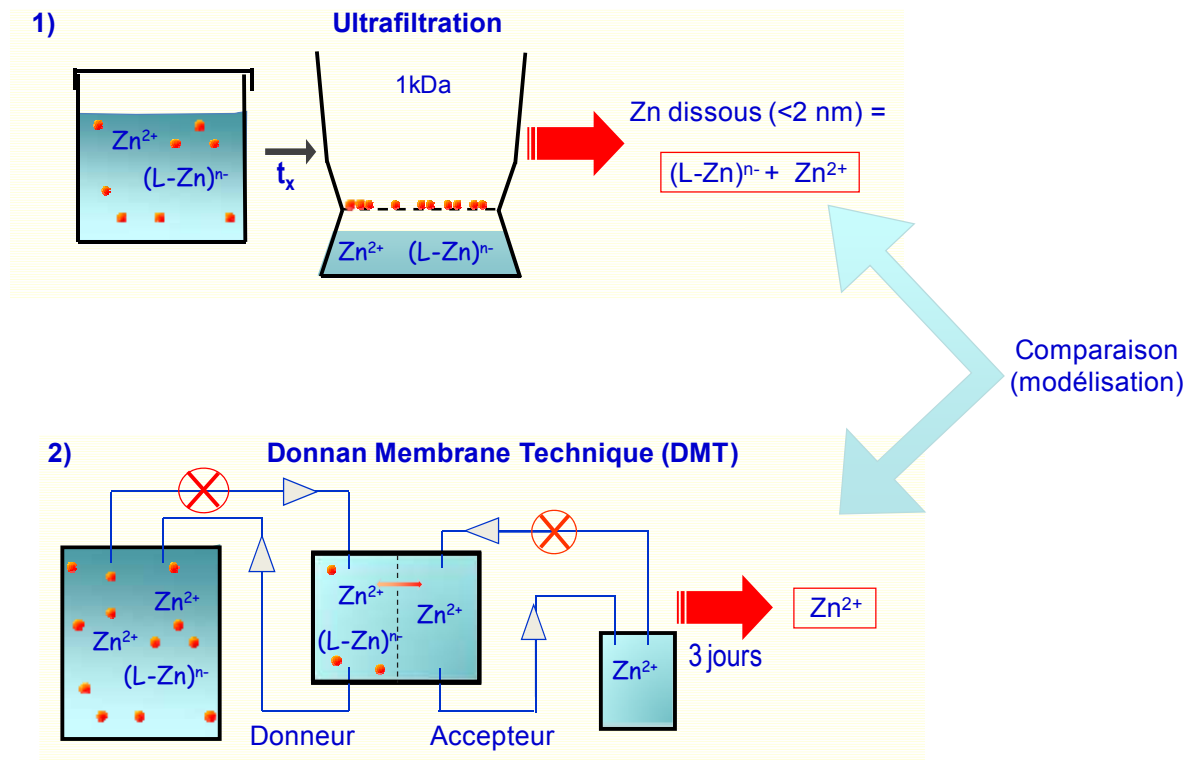 1)
Ultrafiltration
Zn²⁺
(L-Zn)ⁿ⁻
tₓ
1kDa
Zn²⁺ (L-Zn)ⁿ⁻
Zn dissous (<2 nm) =
(L-Zn)ⁿ⁻ + Zn²⁺
Comparaison
(modélisation)
2)
Donnan Membrane Technique (DMT)
Zn²⁺
Zn²⁺
(L-Zn)ⁿ⁻
Zn²⁺
(L-Zn)ⁿ⁻
Zn²⁺
Zn²⁺
3 jours
Zn²⁺
Donneur
Accepteur